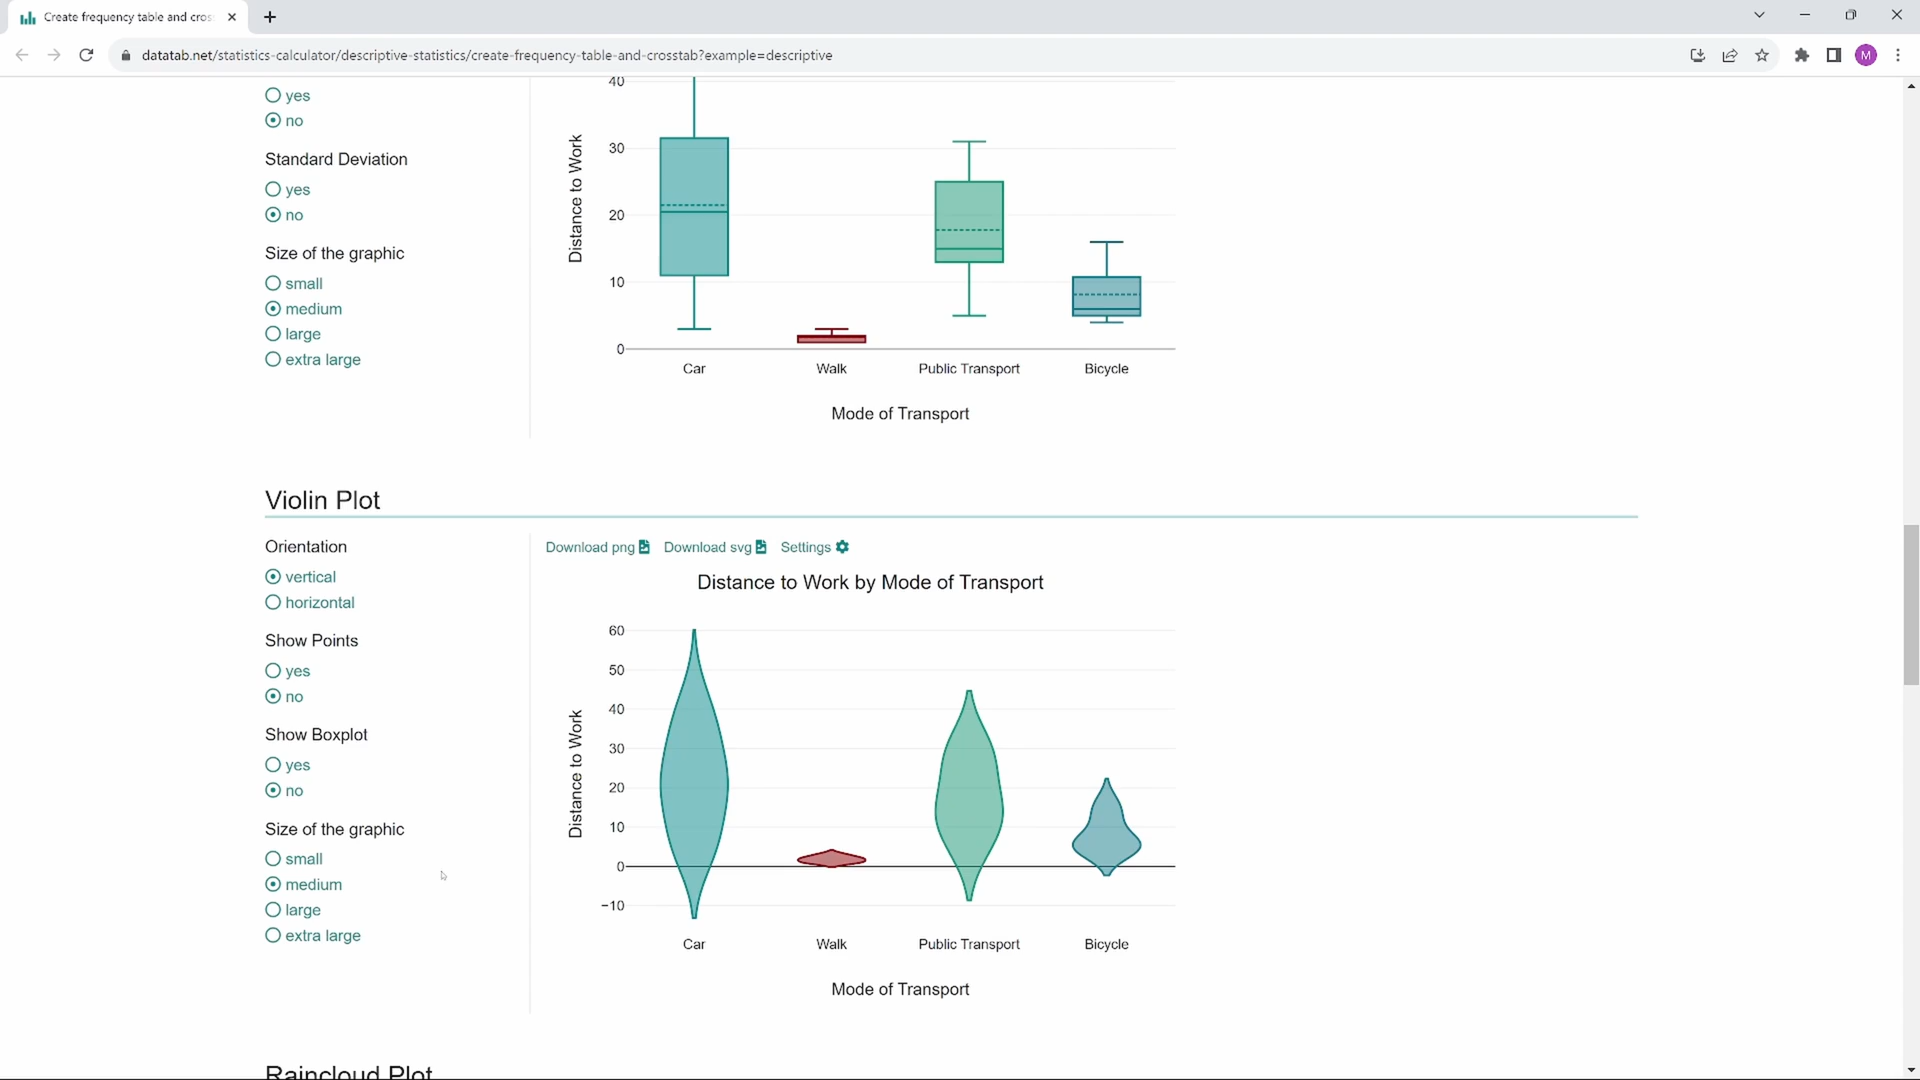 Create frequency table and cros
datatab.net/statistics-calculator/descriptive-statistics/create-frequency-table-and-crosstab?example=descriptive
M
yes
no
Standard Deviation
yes
no
Size of the graphic
small
medium
large
extra large
40
30
20
10
0
Distance to Work
Car
Walk
Public Transport
Bicycle
Mode of Transport
Violin Plot
Orientation
vertical
horizontal
Show Points
yes
no
Show Boxplot
yes
no
Size of the graphic
small
medium
large
extra large
Download png
Download svg
Settings
Distance to Work by Mode of Transport
60
50
40
30
20
10
0
−10
Distance to Work
Car
Walk
Public Transport
Bicycle
Mode of Transport
Raincloud Plot